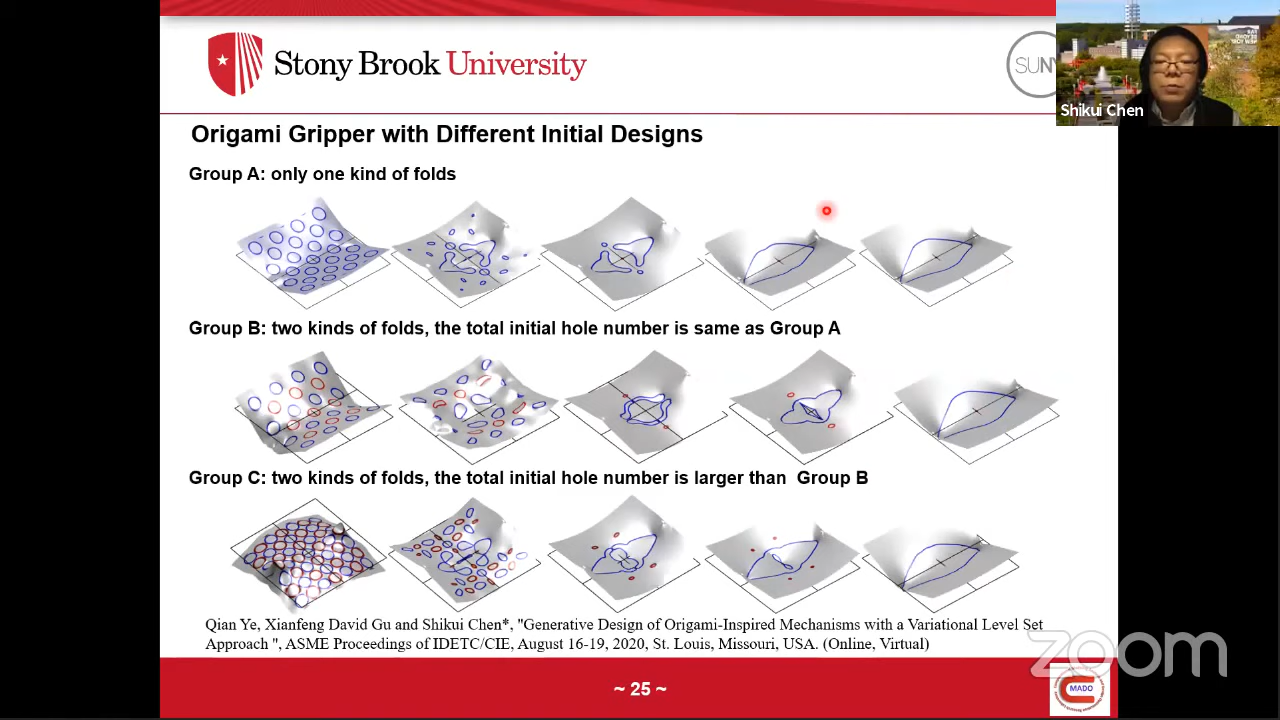 Stony Brook University
SUNY
Shikui Chen
Origami Gripper with Different Initial Designs
Group A: only one kind of folds
Group B: two kinds of folds, the total initial hole number is same as Group A
Group C: two kinds of folds, the total initial hole number is larger than Group B
Qian Ye, Xianfeng David Gu and Shikui Chen*, "Generative Design of Origami-Inspired Mechanisms with a Variational Level Set
Approach ", ASME Proceedings of IDETC/CIE, August 16-19, 2020, St. Louis, Missouri, USA. (Online, Virtual)
zoom
~ 25 ~
MADO